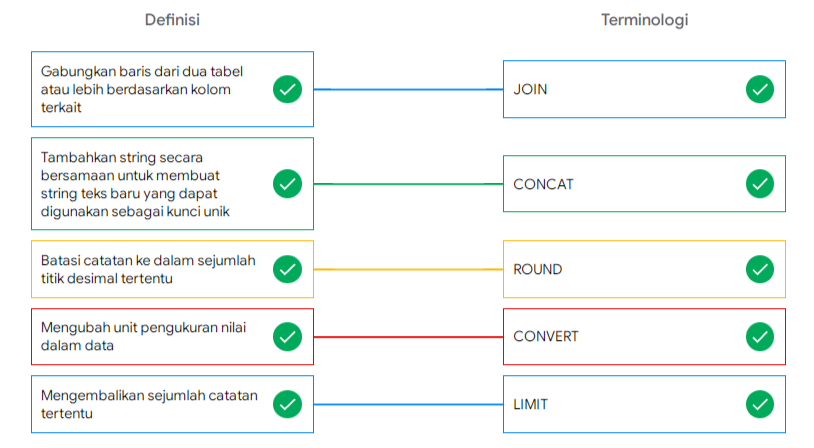 Definisi
Terminologi
Gabungkan baris dari dua tabel
atau lebih berdasarkan kolom
terkait
JOIN
Tambahkan string secara
bersamaan untuk membuat
string teks baru yang dapat
digunakan sebagai kunci unik
CONCAT
Batasi catatan ke dalam sejumlah
titik desimal tertentu
ROUND
Mengubah unit pengukuran nilai
dalam data
CONVERT
Mengembalikan sejumlah catatan
tertentu
LIMIT